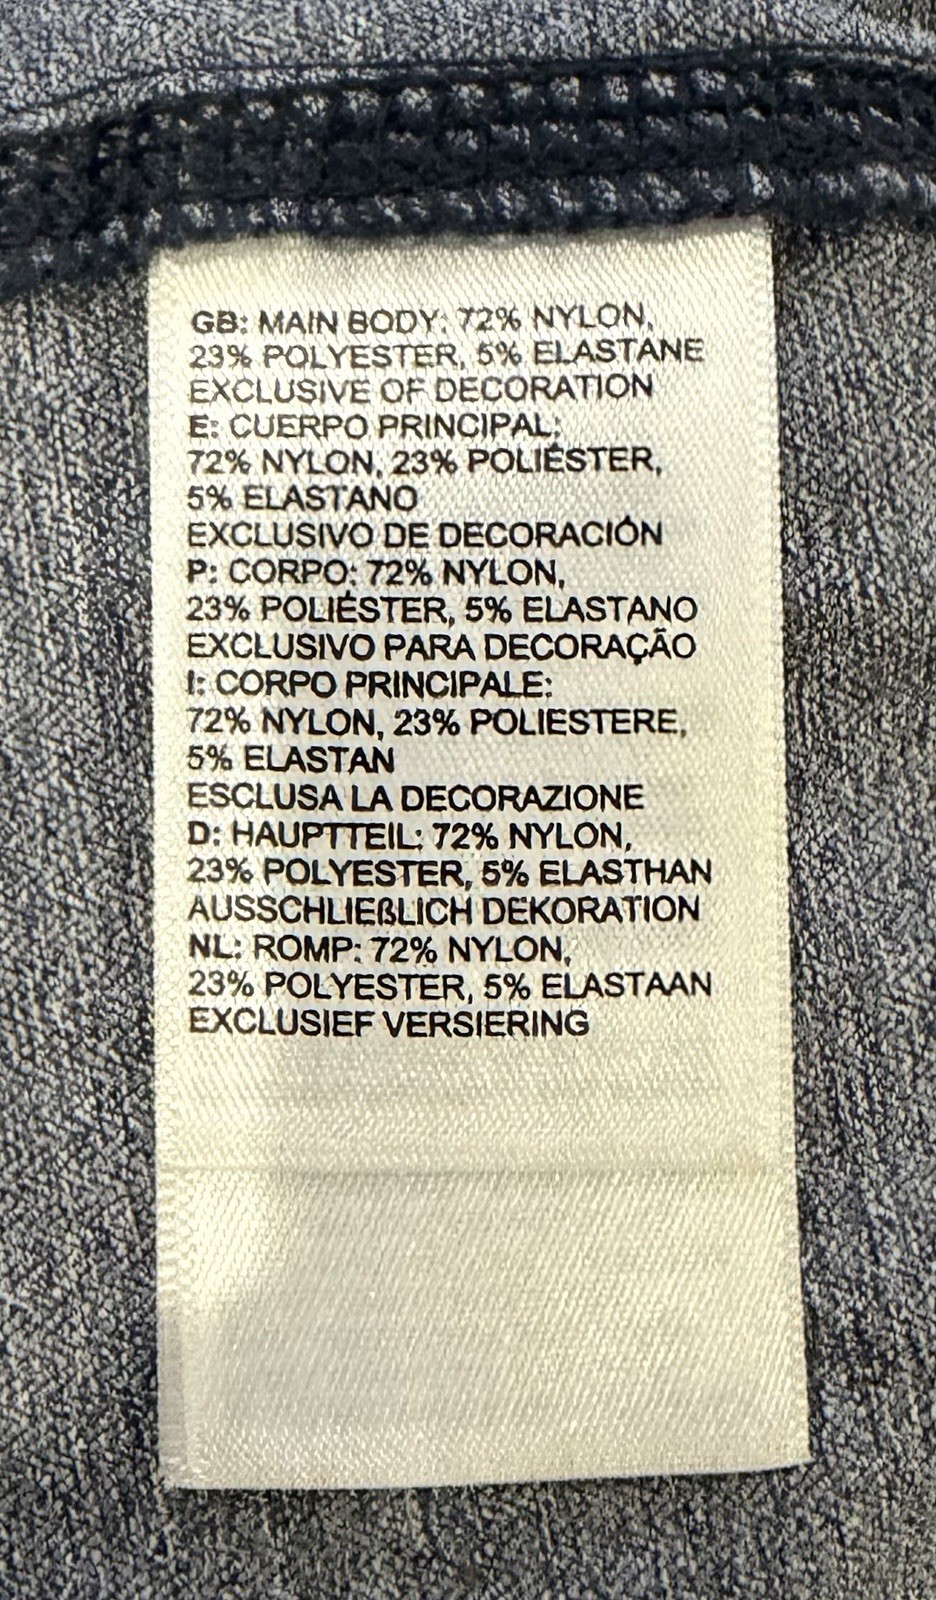 GB: MAIN BODY: 72% NYLON,
23% POLYESTER, 5% ELASTANE
EXCLUSIVE OF DECORATION
E: CUERPO PRINCIPAL:
72% NYLON, 23% POLIÉSTER,
5% ELASTANO
EXCLUSIVO DE DECORACIÓN
P: CORPO: 72% NYLON,
23% POLIÉSTER, 5% ELASTANO
EXCLUSIVO PARA DECORAÇÃO
I: CORPO PRINCIPALE:
72% NYLON, 23% POLIESTERE,
5% ELASTAN
ESCLUSA LA DECORAZIONE
D: HAUPTTEIL: 72% NYLON,
23% POLYESTER, 5% ELASTHAN
AUSSCHLIEßLICH DEKORATION
NL: ROMP: 72% NYLON,
23% POLYESTER, 5% ELASTAAN
EXCLUSIEF VERSIERING